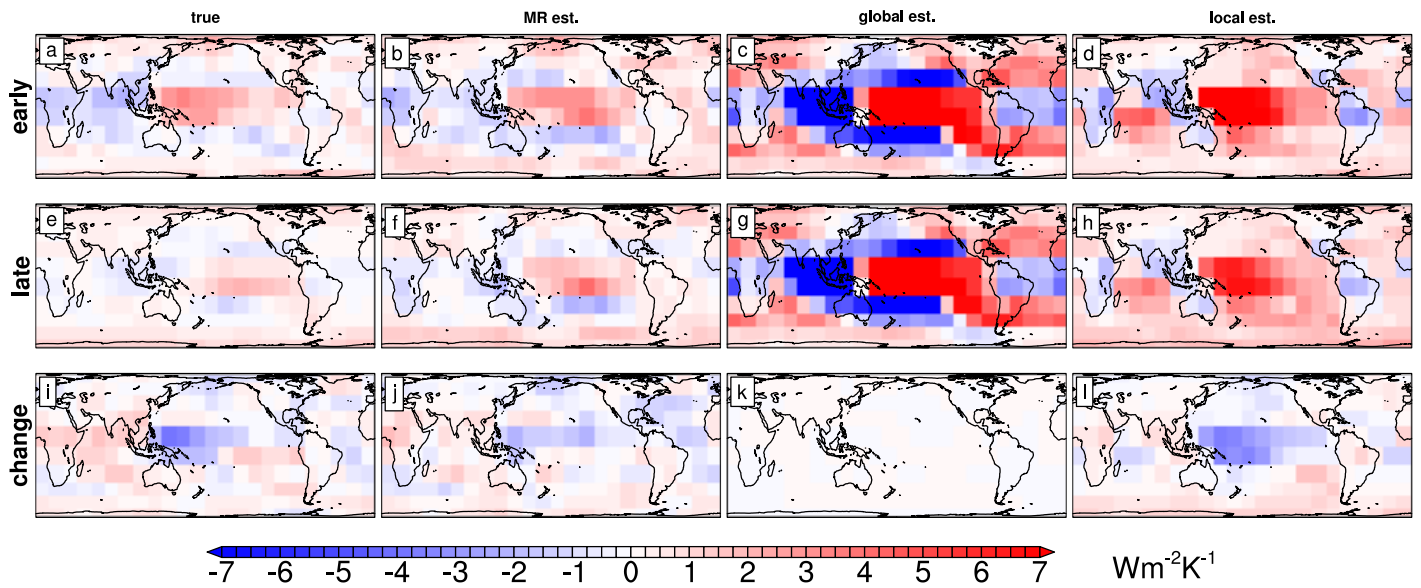 true MR est. global est. local est.
early a b c d
late e f g h
change i j k l
-7 -6 -5 -4 -3 -2 -1 0 1 2 3 4 5 6 7 Wm⁻²K⁻¹